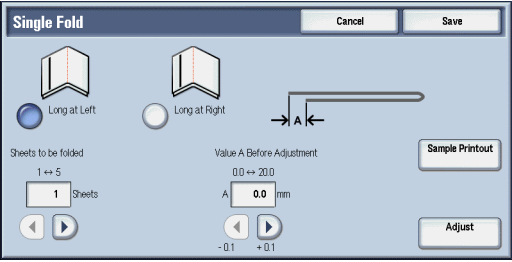 Single Fold
Cancel
Save
Long at Left
Long at Right
A
Sheets to be folded
1 ↔ 5
1 Sheets
Value A Before Adjustment
0.0 ↔ 20.0
A 0.0 mm
- 0.1 + 0.1
Sample Printout
Adjust